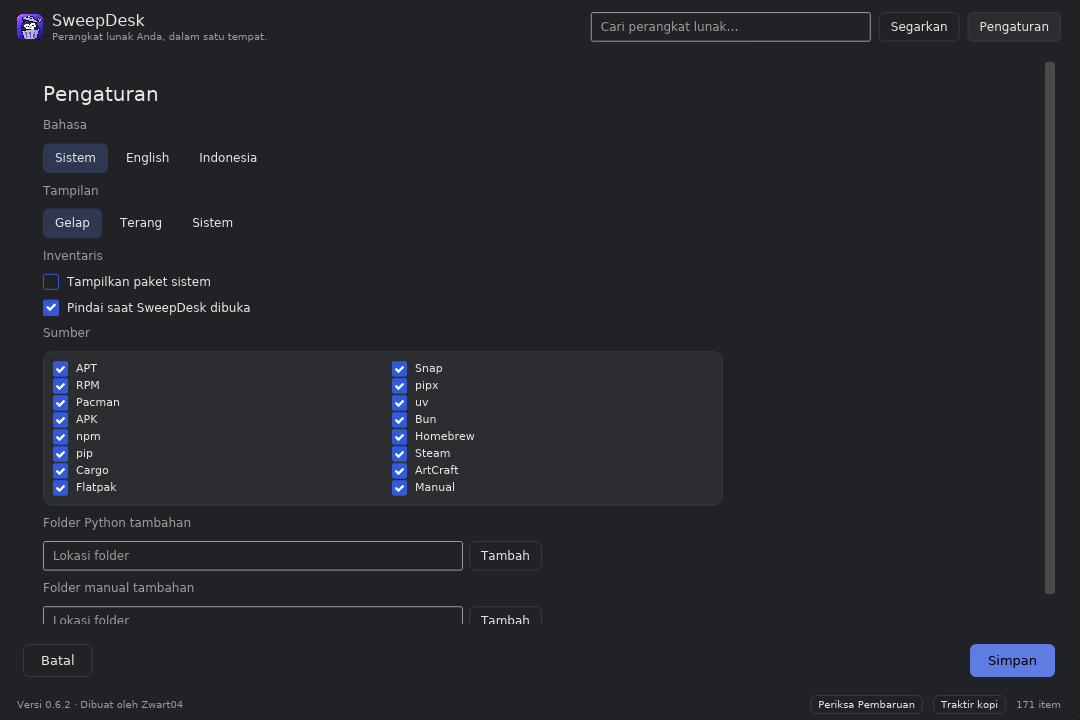 SweepDesk
Perangkat lunak Anda, dalam satu tempat.
Cari perangkat lunak...
Segarkan
Pengaturan
Pengaturan
Bahasa
Sistem English Indonesia
Tampilan
Gelap Terang Sistem
Inventaris
Tampilkan paket sistem
Pindai saat SweepDesk dibuka
Sumber
APT Snap
RPM pipx
Pacman uv
APK Bun
npm Homebrew
pip Steam
Cargo ArtCraft
Flatpak Manual
Folder Python tambahan
Lokasi folder Tambah
Folder manual tambahan
Lokasi folder Tambah
Batal Simpan
Versi 0.6.2 · Dibuat oleh Zwart04 Periksa Pembaruan Traktir kopi 171 item